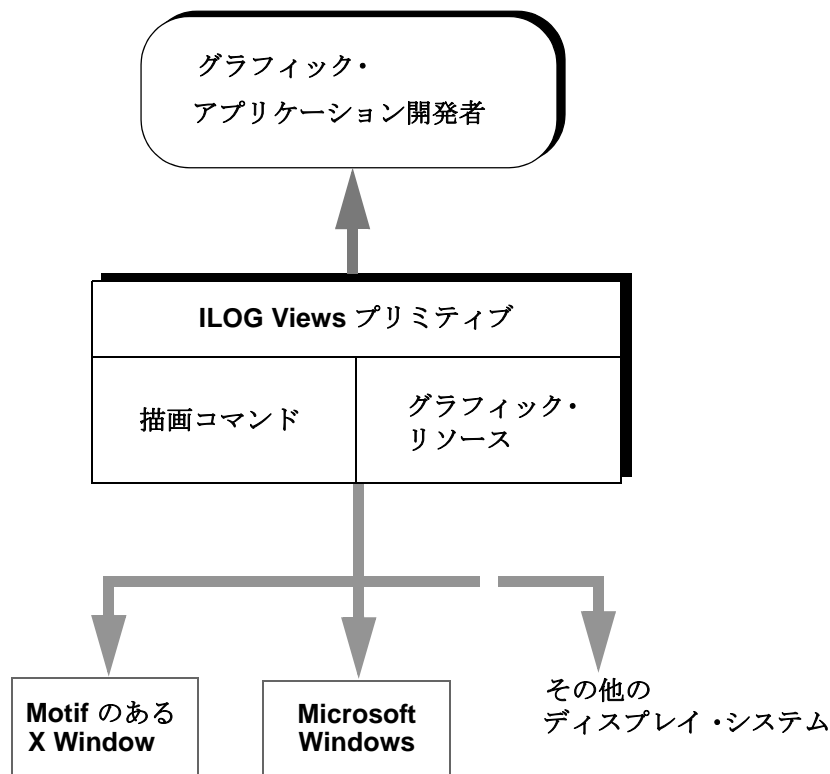 グラフィック・
アプリケーション開発者
ILOG Views プリミティブ
描画コマンド
グラフィック・
リソース
Motif のある
X Window
Microsoft
Windows
その他の
ディスプレイ・システム